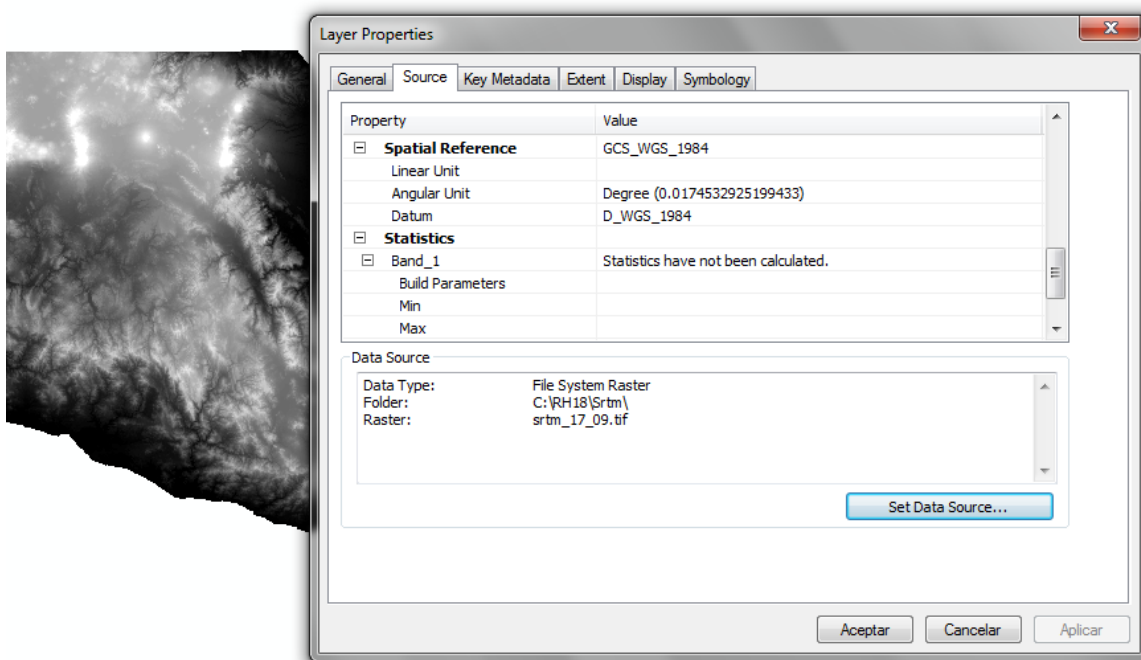 Layer Properties
General Source Key Metadata Extent Display Symbology
Property Value
Spatial Reference GCS_WGS_1984
Linear Unit
Angular Unit Degree (0.0174532925199433)
Datum D_WGS_1984
Statistics
Band_1 Statistics have not been calculated.
Build Parameters
Min
Max
Data Source
Data Type: File System Raster
Folder: C:\RH18\Srtm\
Raster: srtm_17_09.tif
Set Data Source...
Aceptar Cancelar Aplicar